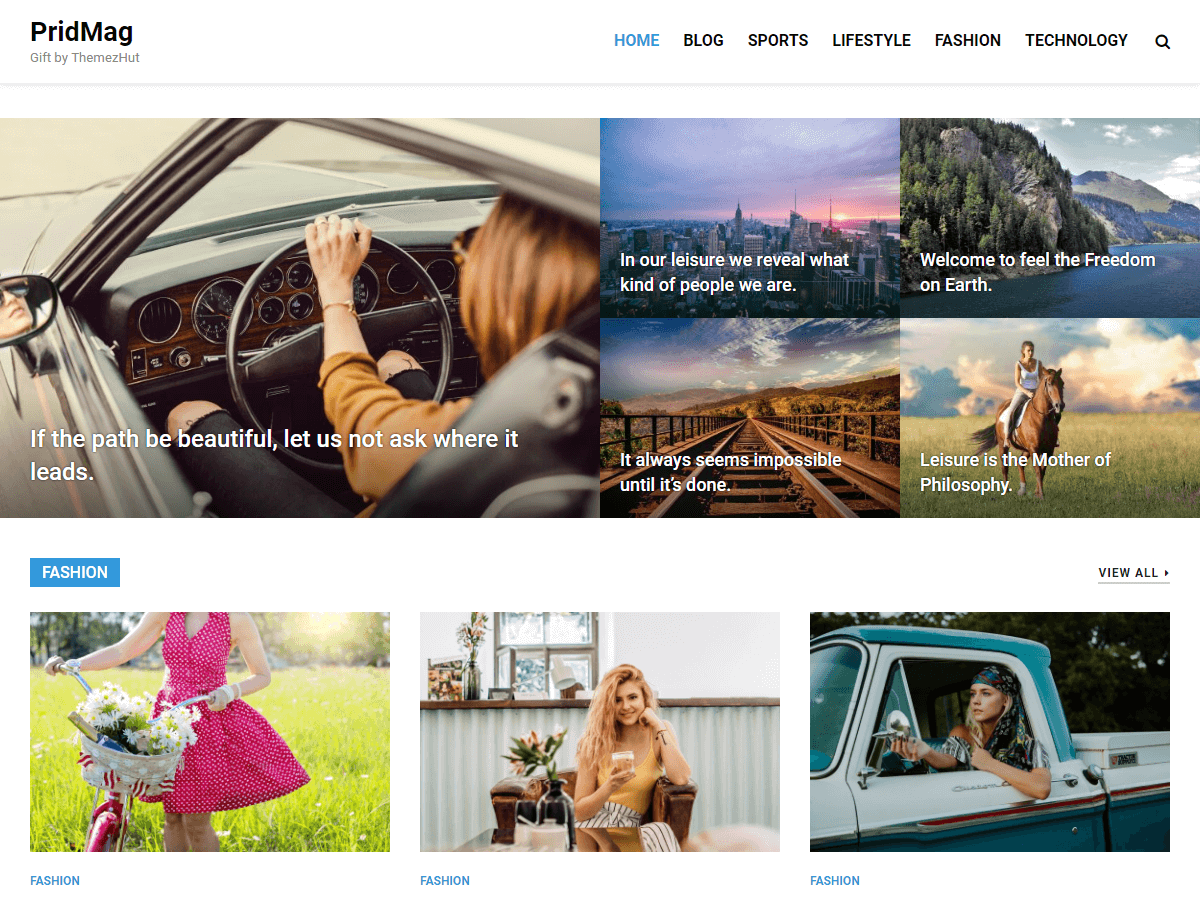 PridMag
Gift by ThemezHut
HOME BLOG SPORTS LIFESTYLE FASHION TECHNOLOGY
If the path be beautiful, let us not ask where it
leads.
In our leisure we reveal what
kind of people we are.
Welcome to feel the Freedom
on Earth.
It always seems impossible
until it’s done.
Leisure is the Mother of
Philosophy.
FASHION
VIEW ALL
FASHION
FASHION
FASHION